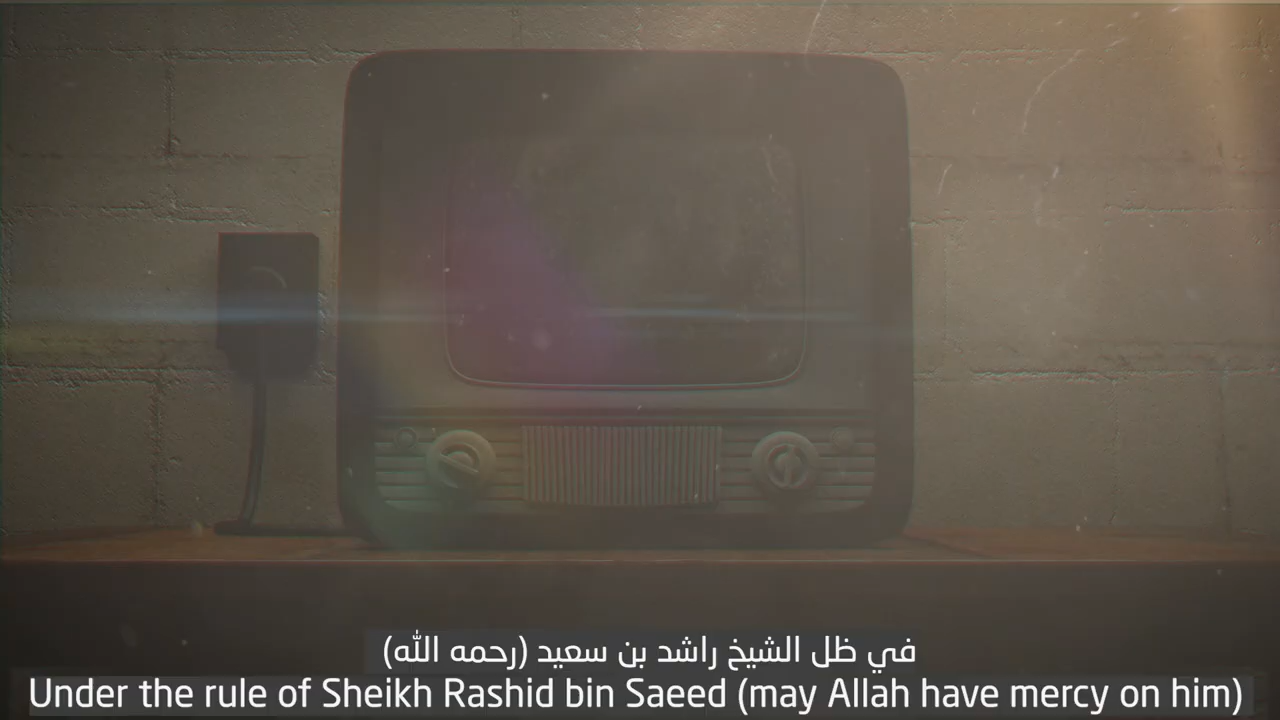 في ظل الشيخ راشد بن سعيد (رحمه الله)
Under the rule of Sheikh Rashid bin Saeed (may Allah have mercy on him)